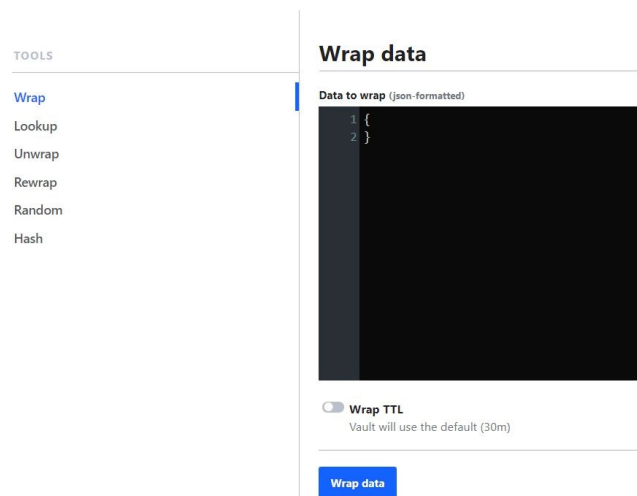 TOOLS
Wrap
Lookup
Unwrap
Rewrap
Random
Hash
Wrap data
Data to wrap (json-formatted)
1 {
2 }
Wrap TTL
Vault will use the default (30m)
Wrap data